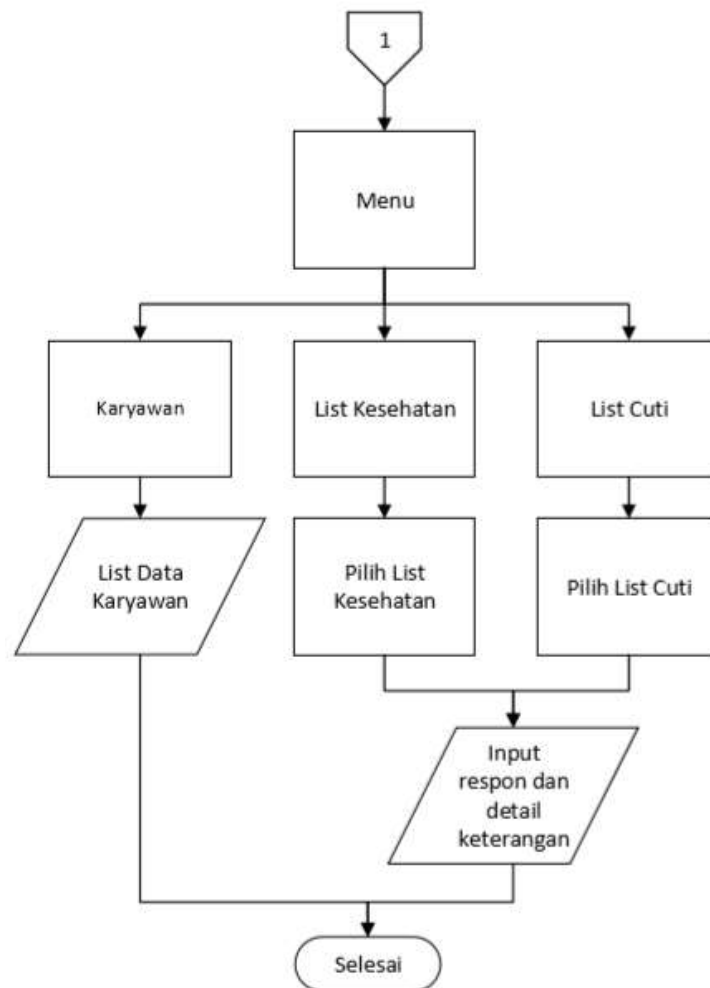 1
Menu
Karyawan
List Kesehatan
List Cuti
List Data
Karyawan
Pilih List
Kesehatan
Pilih List Cuti
Input
respon dan
detail
keterangan
Selesai